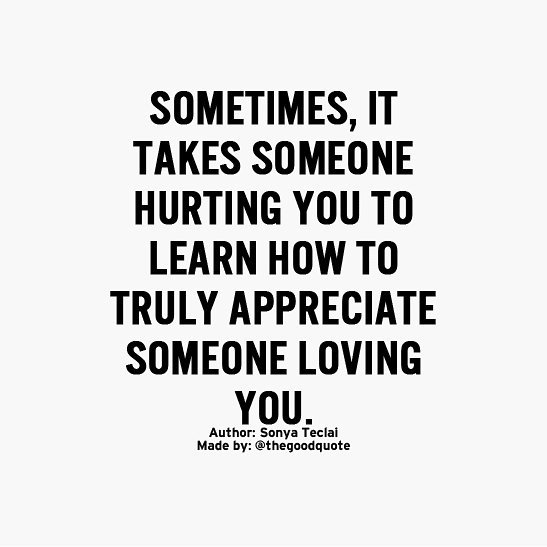 SOMETIMES, IT
TAKES SOMEONE
HURTING YOU TO
LEARN HOW TO
TRULY APPRECIATE
SOMEONE LOVING
YOU.
Author: Sonya Teclai
Made by: @thegoodquote